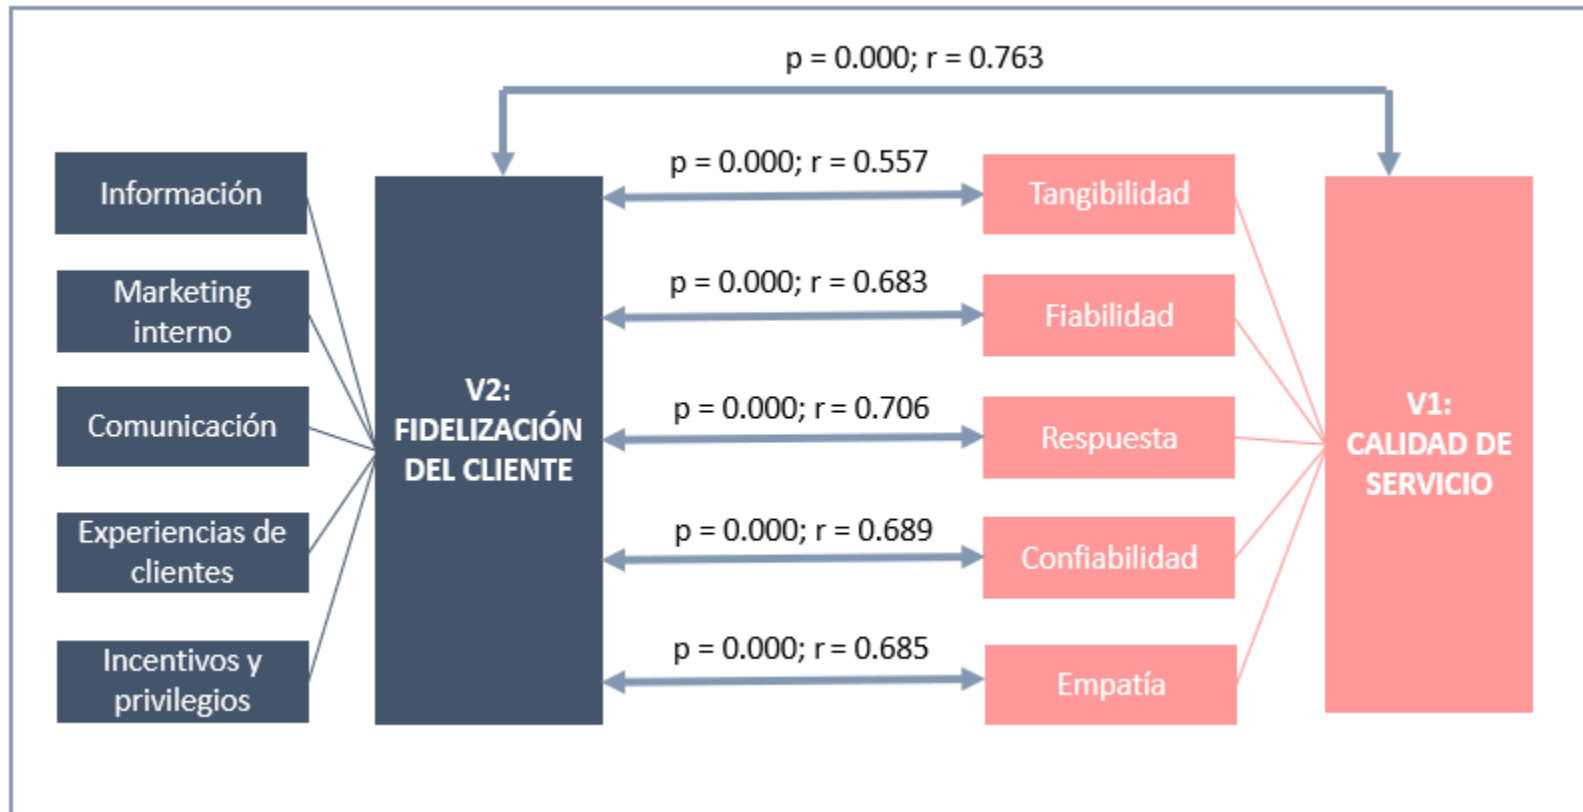 p = 0.000; r = 0.763
Información
Marketing
interno
Comunicación
Experiencias de
clientes
Incentivos y
privilegios
V2:
FIDELIZACIÓN
DEL CLIENTE
p = 0.000; r = 0.557
p = 0.000; r = 0.683
p = 0.000; r = 0.706
p = 0.000; r = 0.689
p = 0.000; r = 0.685
Tangibilidad
Fiabilidad
Respuesta
Confiabilidad
Empatía
V1:
CALIDAD DE
SERVICIO